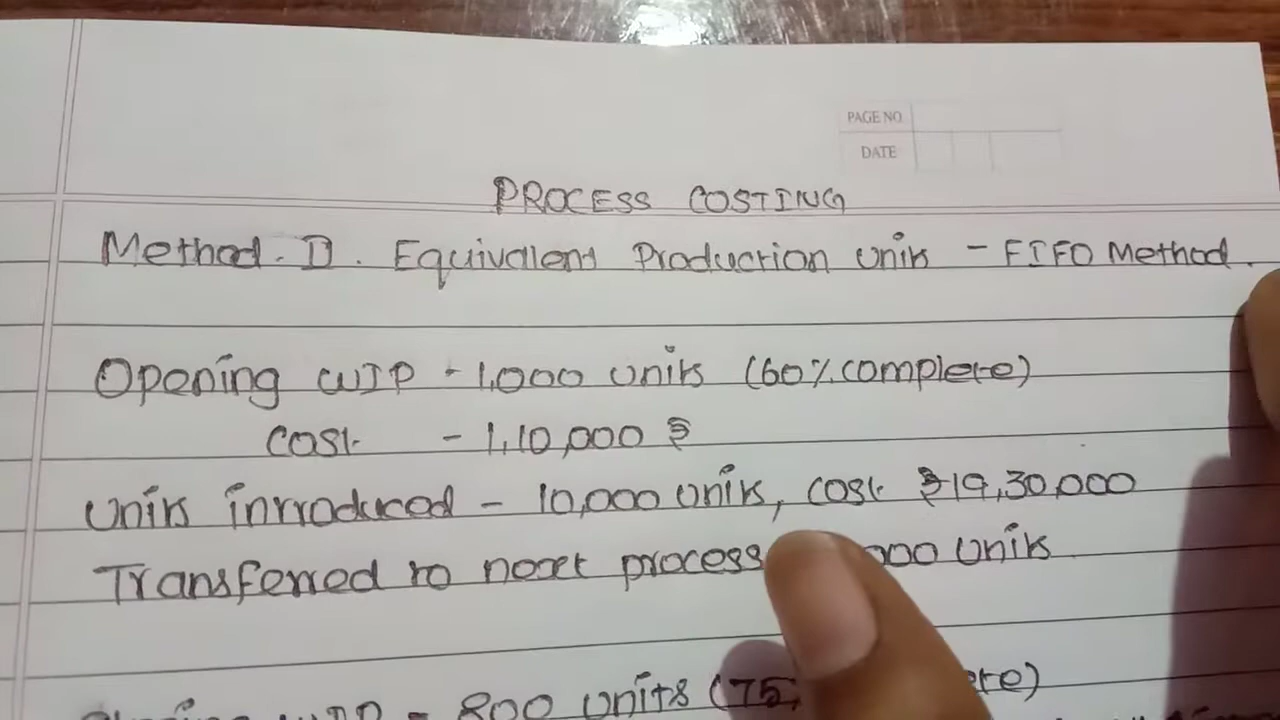 PAGE NO.
DATE
PROCESS COSTING
Method. D. Equivalent Production Units - FIFO Method.
Opening WIP - 1,000 Units (60% complete)
Cost - 1,10,000 ₹
Units introduced - 10,000 Units, Cost ₹19,30,000
Transferred to next process 000 Units
WIP - 800 Units (75